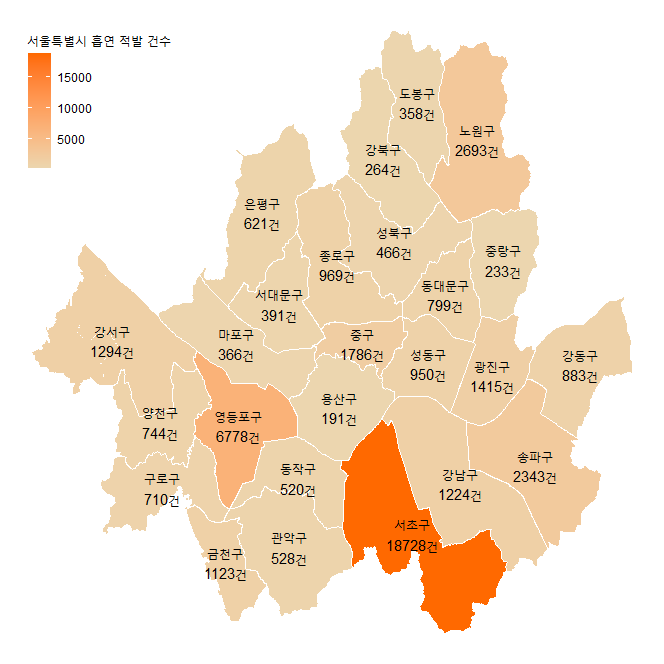 서울특별시 흡연 적발 건수
15000
10000
5000
도봉구
358건
노원구
2693건
강북구
264건
은평구
621건
성북구
466건
중랑구
233건
종로구
969건
동대문구
799건
서대문구
391건
강서구
1294건
마포구
366건
중구
1786건
성동구
950건
광진구
1415건
강동구
883건
용산구
191건
양천구
744건
영등포구
6778건
송파구
2343건
구로구
710건
동작구
520건
강남구
1224건
서초구
18728건
금천구
1123건
관악구
528건